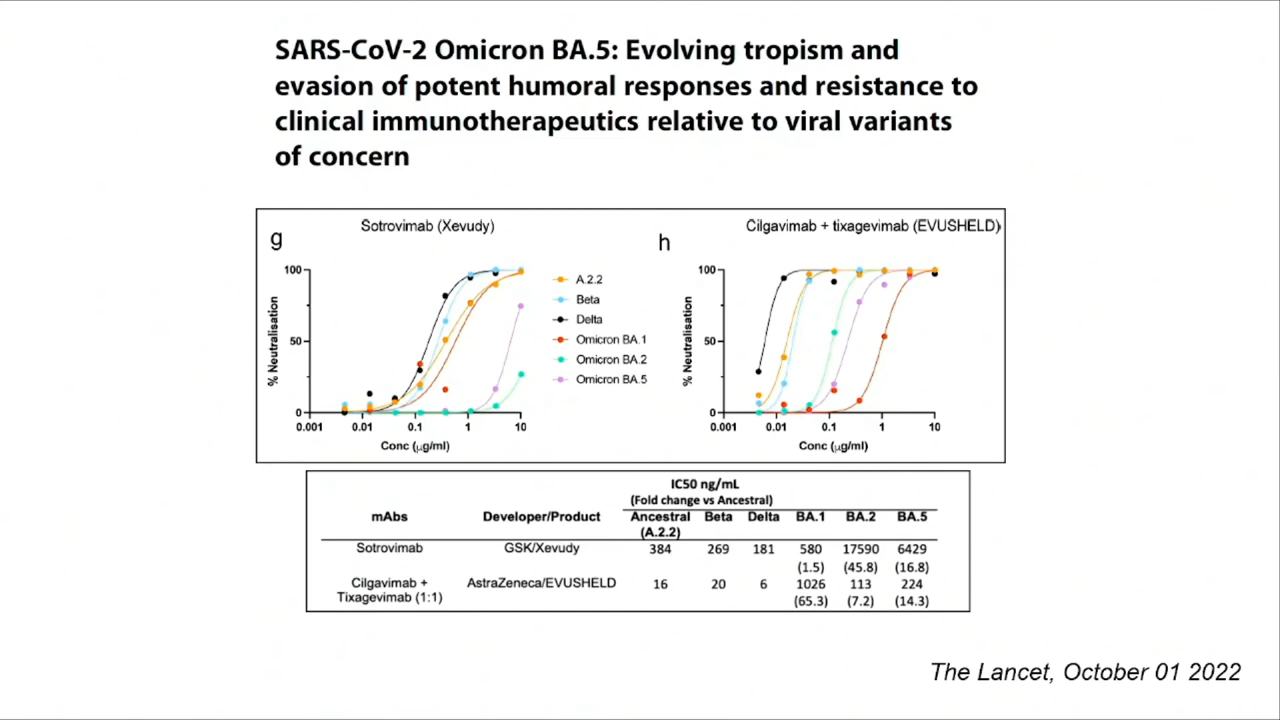 SARS-CoV-2 Omicron BA.5: Evolving tropism and
evasion of potent humoral responses and resistance to
clinical immunotherapeutics relative to viral variants
of concern
g
Sotrovimab (Xevudy)
% Neutralisation
100
50
0
0.001 0.01 0.1 1 10
Conc (μg/ml)
A.2.2
Beta
Delta
Omicron BA.1
Omicron BA.2
Omicron BA.5
h
Cilgavimab + tixagevimab (EVUSHELD)
% Neutralisation
100
50
0
0.001 0.01 0.1 1 10
Conc (μg/ml)
IC50 ng/mL
(Fold change vs Ancestral)
mAbs Developer/Product Ancestral Beta Delta BA.1 BA.2 BA.5
(A.2.2)
Sotrovimab GSK/Xevudy 384 269 181 580 17590 6429
(1.5) (45.8) (16.8)
Cilgavimab + AstraZeneca/EVUSHELD 16 20 6 1026 113 224
Tixagevimab (1:1) (65.3) (7.2) (14.3)
The Lancet, October 01 2022